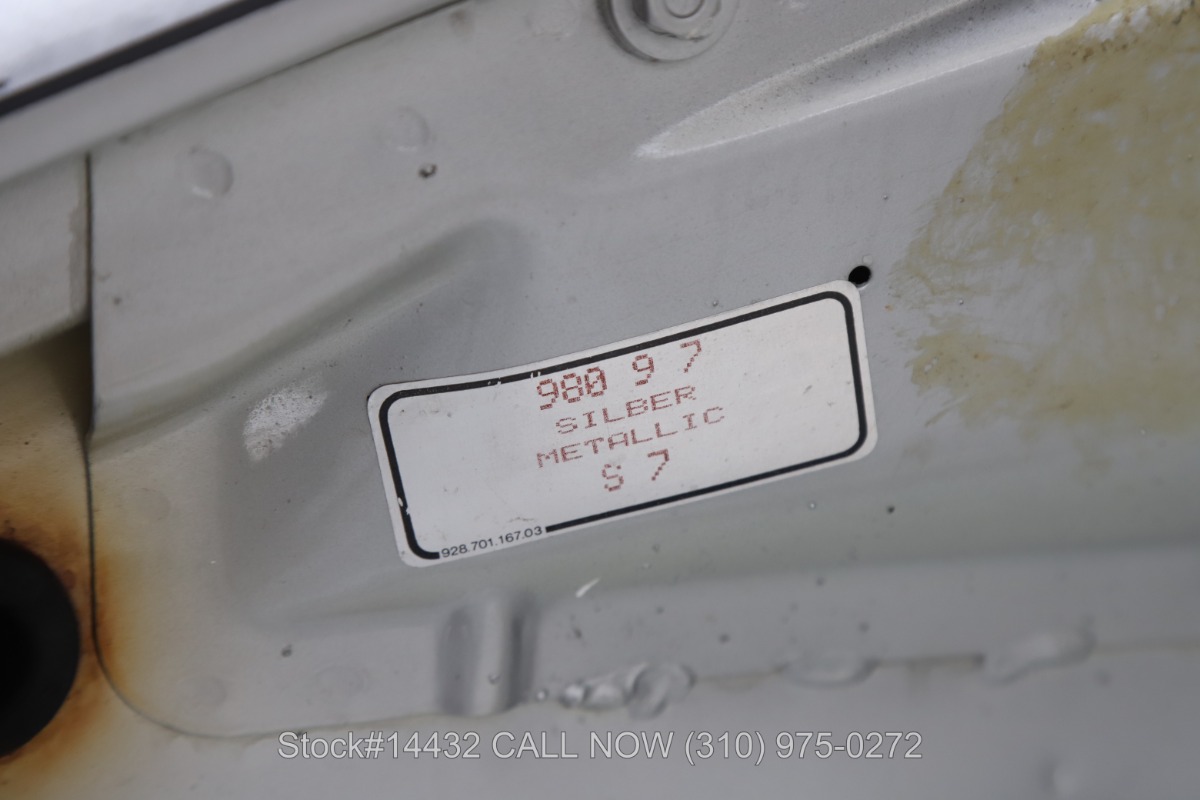 980 9 7
SILBER
METALLIC
S 7
928.701.167.03
Stock#14432 CALL NOW (310) 975-0272